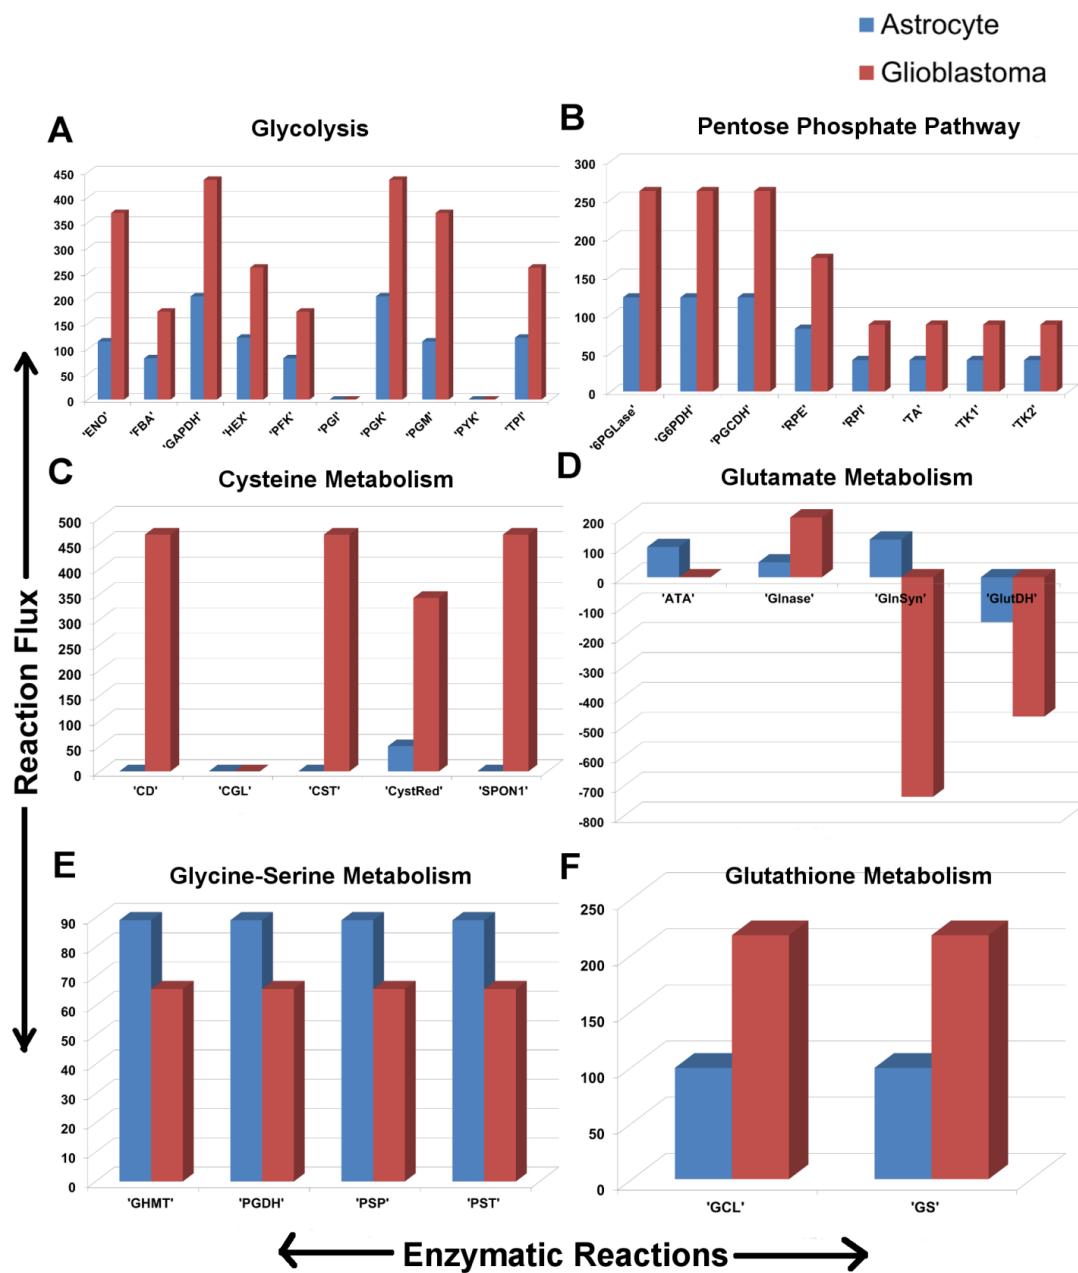 Astrocyte
Glioblastoma
A
Glycolysis
450
400
350
300
250
200
150
100
50
0
'ENO'
'FBA'
'GAPDH'
'HEX'
'PFK'
'PGI'
'PGK'
'PGM'
'PYK'
'TPI'
B
Pentose Phosphate Pathway
300
250
200
150
100
50
0
'6PGLase'
'G6PDH'
'PGCDH'
'RPE'
'RPI'
'TA'
'TK1'
'TK2'
C
Cysteine Metabolism
500
450
400
350
300
250
200
150
100
50
0
'CD'
'CGL'
'CST'
'CystRed'
'SPON1'
D
Glutamate Metabolism
200
100
0
-100
-200
-300
-400
-500
-600
-700
-800
'ATA'
'Glnase'
'GlnSyn'
'GlutDH'
E
Glycine-Serine Metabolism
90
80
70
60
50
40
30
20
10
0
'GHMT'
'PGDH'
'PSP'
'PST'
F
Glutathione Metabolism
250
200
150
100
50
0
'GCL'
'GS'
Reaction Flux
Enzymatic Reactions